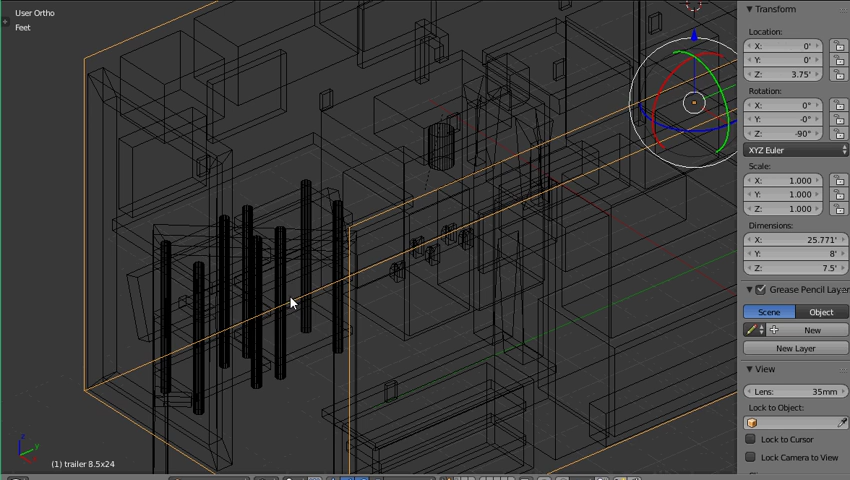 User Ortho
Feet
(1) trailer 8.5x24
Transform
Location:
X: 0'
Y: 0'
Z: 3.75'
Rotation:
X: 0°
Y: -0°
Z: -90°
XYZ Euler
Scale:
X: 1.000
Y: 1.000
Z: 1.000
Dimensions:
X: 25.771'
Y: 8'
Z: 7.5'
Grease Pencil Layer
Scene Object
New
New Layer
View
Lens: 35mm
Lock to Object:
Lock to Cursor
Lock Camera to View